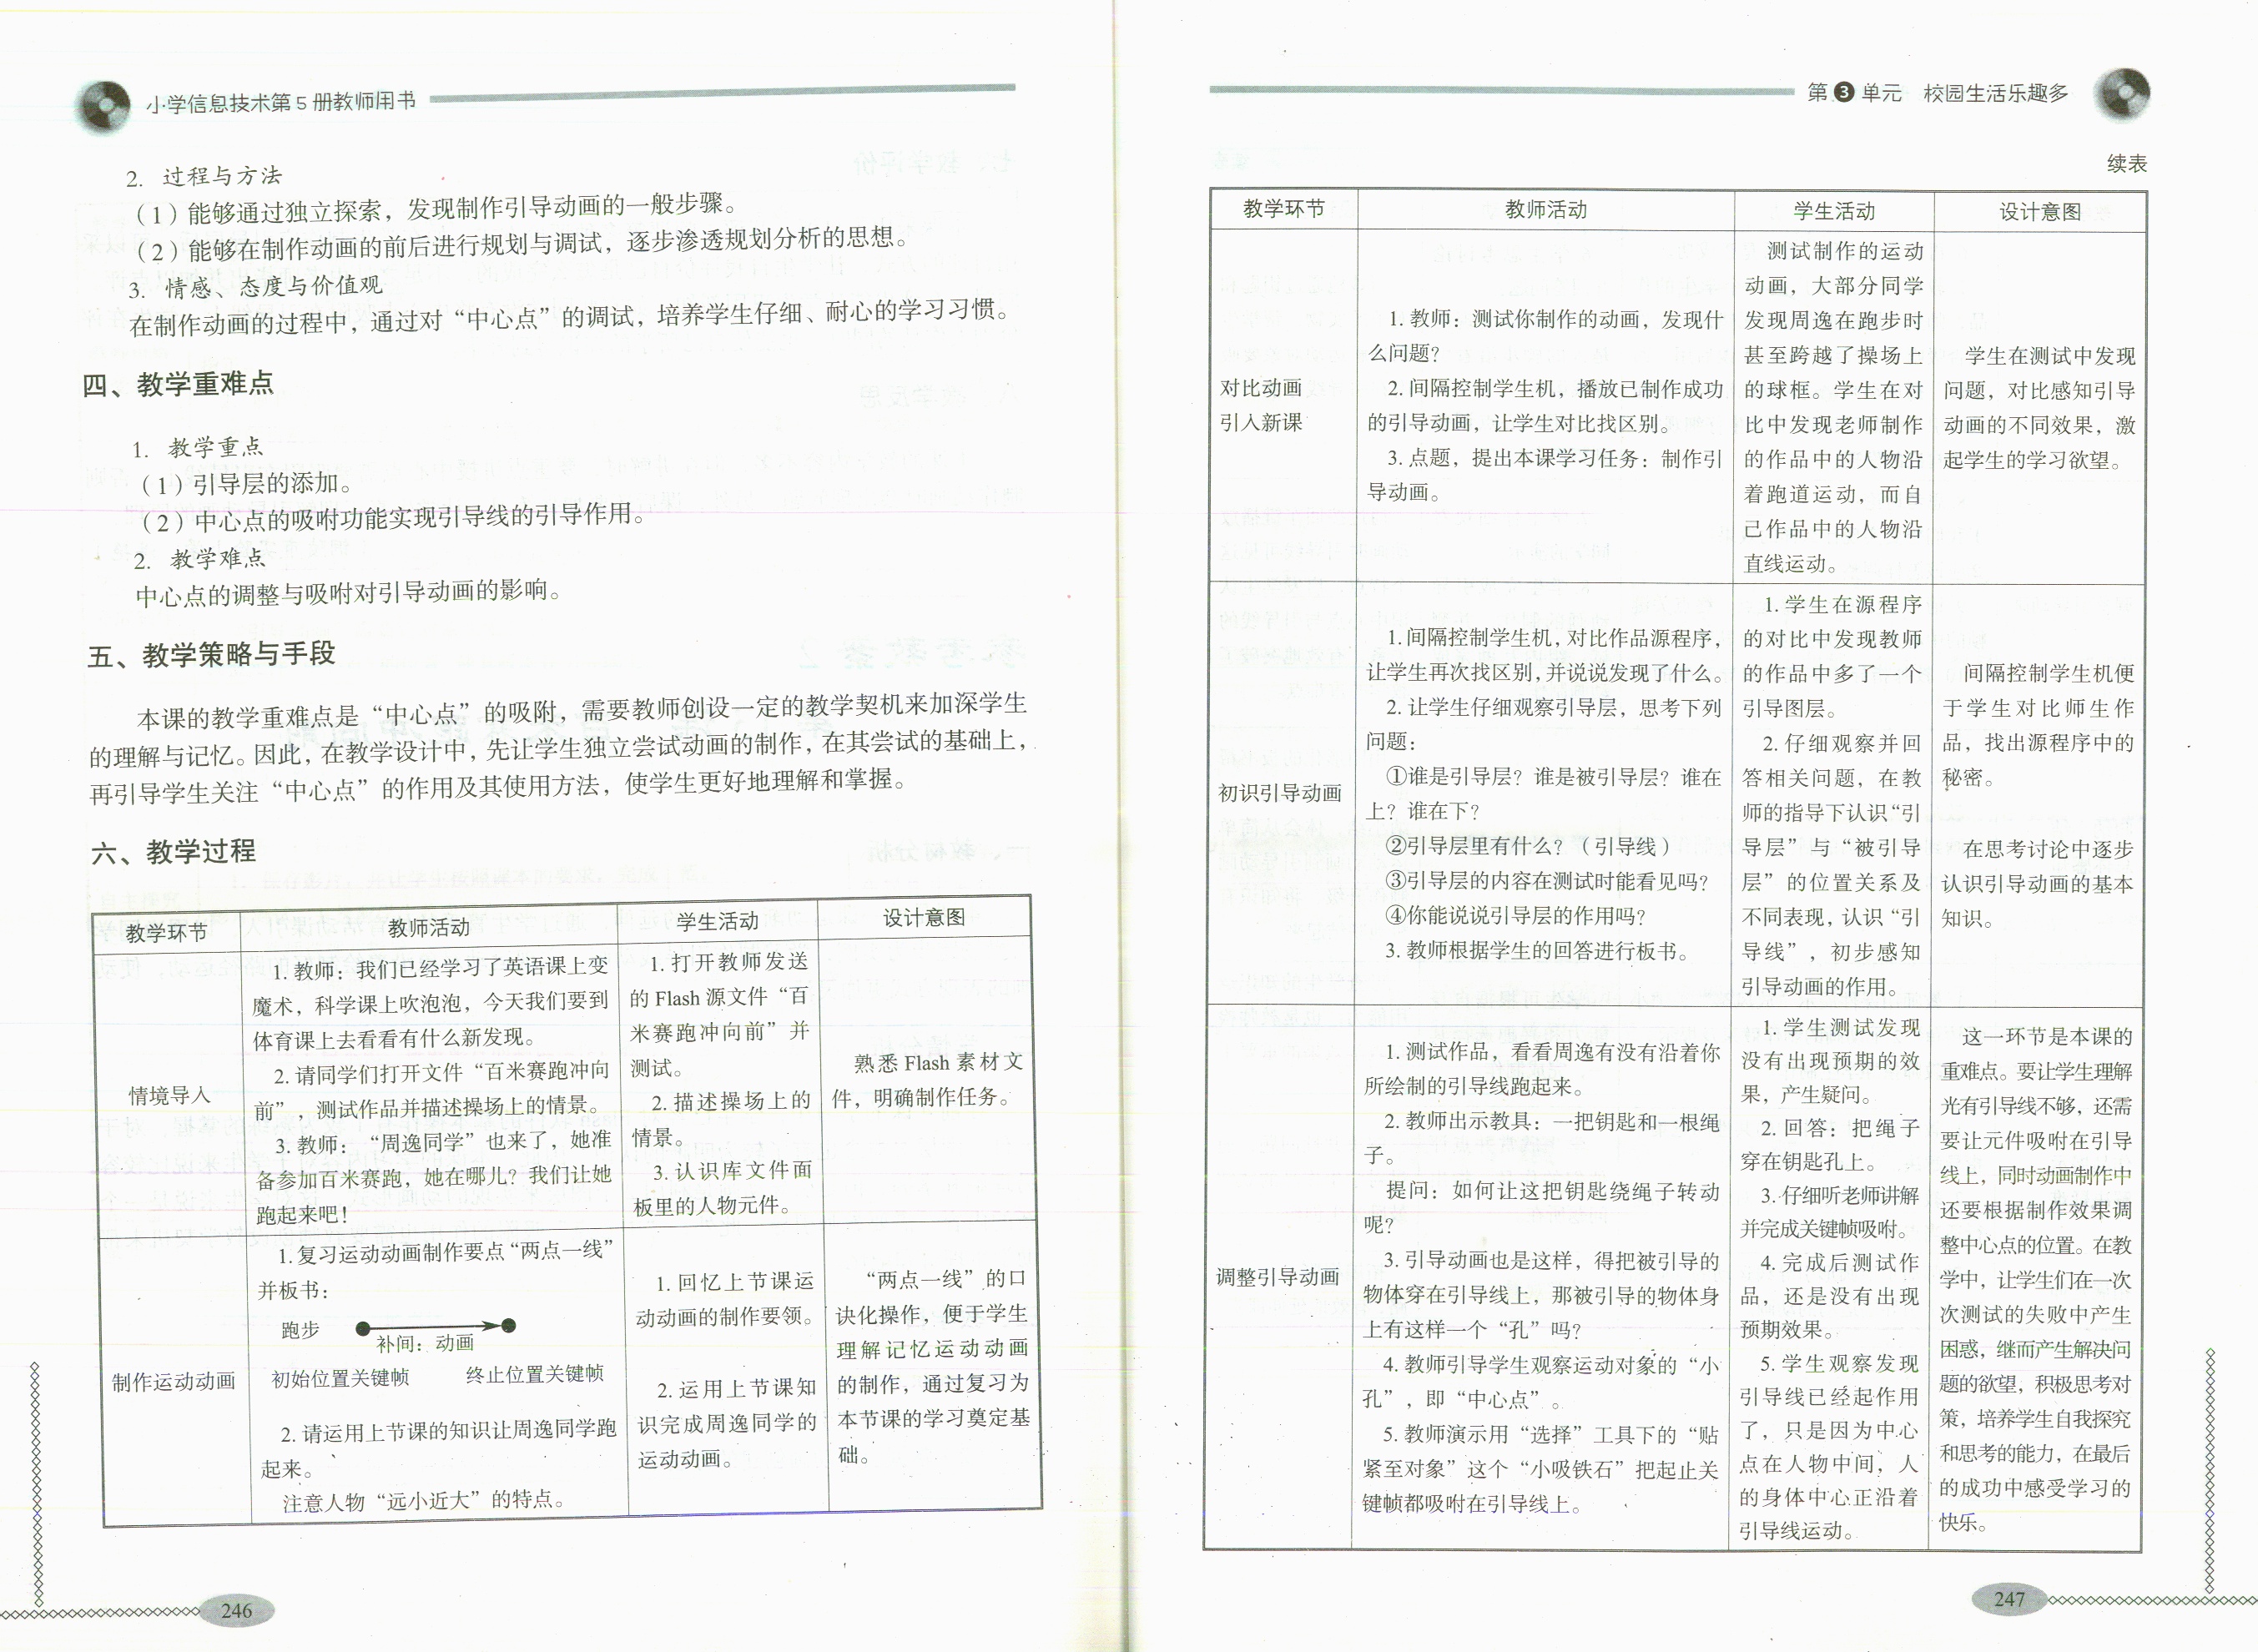 小学信息技术第5册教师用书
2. 过程与方法
（1）能够通过独立探索，发现制作引导动画的一般步骤。
（2）能够在制作动画的前后进行规划与调试，逐步渗透规划分析的思想。
3. 情感、态度与价值观
在制作动画的过程中，通过对“中心点”的调试，培养学生仔细、耐心的学习习惯。
四、教学重难点
1. 教学重点
（1）引导层的添加。
（2）中心点的吸咐功能实现引导线的引导作用。
2. 教学难点
中心点的调整与吸咐对引导动画的影响。
五、教学策略与手段
本课的教学重难点是“中心点”的吸附，需要教师创设一定的教学契机来加深学生
的理解与记忆。因此，在教学设计中，先让学生独立尝试动画的制作，在其尝试的基础上，
再引导学生关注“中心点”的作用及其使用方法，使学生更好地理解和掌握。
六、教学过程
教学环节
教师活动
学生活动
设计意图
情境导人
1. 教师：我们已经学习了英语课上变
魔术，科学课上吹泡泡，今天我们要到
体育课上去看看有什么新发现。
2. 请同学们打开文件“百米赛跑冲向
前”，测试作品并描述操场上的情景。
3. 教师：“周逸同学”也来了，她准
备参加百米赛跑，她在哪儿？我们让她
跑起来吧！
1. 打开教师发送
的 Flash 源文件“百
米赛跑冲向前”并
测试。
2. 描述操场上的
情景。
3. 认识库文件面
板里的人物元件。
熟悉 Flash 素材文
件，明确制作任务。
制作运动动画
1. 复习运动动画制作要点“两点一线”
并板书：
跑步
补间：动画
初始位置关键帧 终止位置关键帧
2. 请运用上节课的知识让周逸同学跑
起来。
注意人物“远小近大”的特点。
1. 回忆上节课运
动动画的制作要领。
2. 运用上节课知
识完成周逸同学的
运动动画。
“两点一线”的口
诀化操作，便于学生
理解记忆运动动画
的制作，通过复习为
本节课的学习奠定基
础。
246
第3单元 校园生活乐趣多
续表
教学环节
教师活动
学生活动
设计意图
对比动画
引入新课
1. 教师：测试你制作的动画，发现什
么问题？
2. 间隔控制学生机，播放已制作成功
的引导动画，让学生对比找区别。
3. 点题，提出本课学习任务：制作引
导动画。
测试制作的运动
动画，大部分同学
发现周逸在跑步时
甚至跨越了操场上
的球框。学生在对
比中发现老师制作
的作品中的人物沿
着跑道运动，而自
己作品中的人物沿
直线运动。
学生在测试中发现
问题，对比感知引导
动画的不同效果，激
起学生的学习欲望。
初识引导动画
1. 间隔控制学生机，对比作品源程序，
让学生再次找区别，并说说发现了什么。
2. 让学生仔细观察引导层，思考下列
问题：
①谁是引导层？谁是被引导层？谁在
上？谁在下？
②引导层里有什么？（引导线）
③引导层的内容在测试时能看见吗？
④你能说说引导层的作用吗？
3. 教师根据学生的回答进行板书。
1. 学生在源程序
的对比中发现教师
的作品中多了一个
引导图层。
2. 仔细观察并回
答相关问题，在教
师的指导下认识“引
导层”与“被引导
层”的位置关系及
不同表现，认识“引
导线”，初步感知
引导动画的作用。
间隔控制学生机便
于学生对比师生作
品，找出源程序中的
秘密。
在思考讨论中逐步
认识引导动画的基本
知识。
调整引导动画
1. 测试作品，看看周逸有没有沿着你
所绘制的引导线跑起来。
2. 教师出示教具：一把钥匙和一根绳
子。
提问：如何让这把钥匙绕绳子转动
呢？
3. 引导动画也是这样，得把被引导的
物体穿在引导线上，那被引导的物体身
上有这样一个“孔”吗？
4. 教师引导学生观察运动对象的“小
孔”，即“中心点”。
5. 教师演示用“选择”工具下的“贴
紧至对象”这个“小吸铁石”把起止关
键帧都吸咐在引导线上。
1. 学生测试发现
没有出现预期的效
果，产生疑问。
2. 回答：把绳子
穿在钥匙孔上。
3. 仔细听老师讲解
并完成关键帧吸咐。
4. 完成后测试作
品，还是没有出现
预期效果。
5. 学生观察发现
引导线已经起作用
了，只是因为中心
点在人物中间，人
的身体中心正沿着
引导线运动。
这一环节是本课的
重难点。要让学生理解
光有引导线不够，还需
要让元件吸咐在引导
线上，同时动画制作中
还要根据制作效果调
整中心点的位置。在教
学中，让学生们在一次
次测试的失败中产生
困惑，继而产生解决问
题的欲望，积极思考对
策，培养学生自我探究
和思考的能力，在最后
的成功中感受学习的
快乐。
247